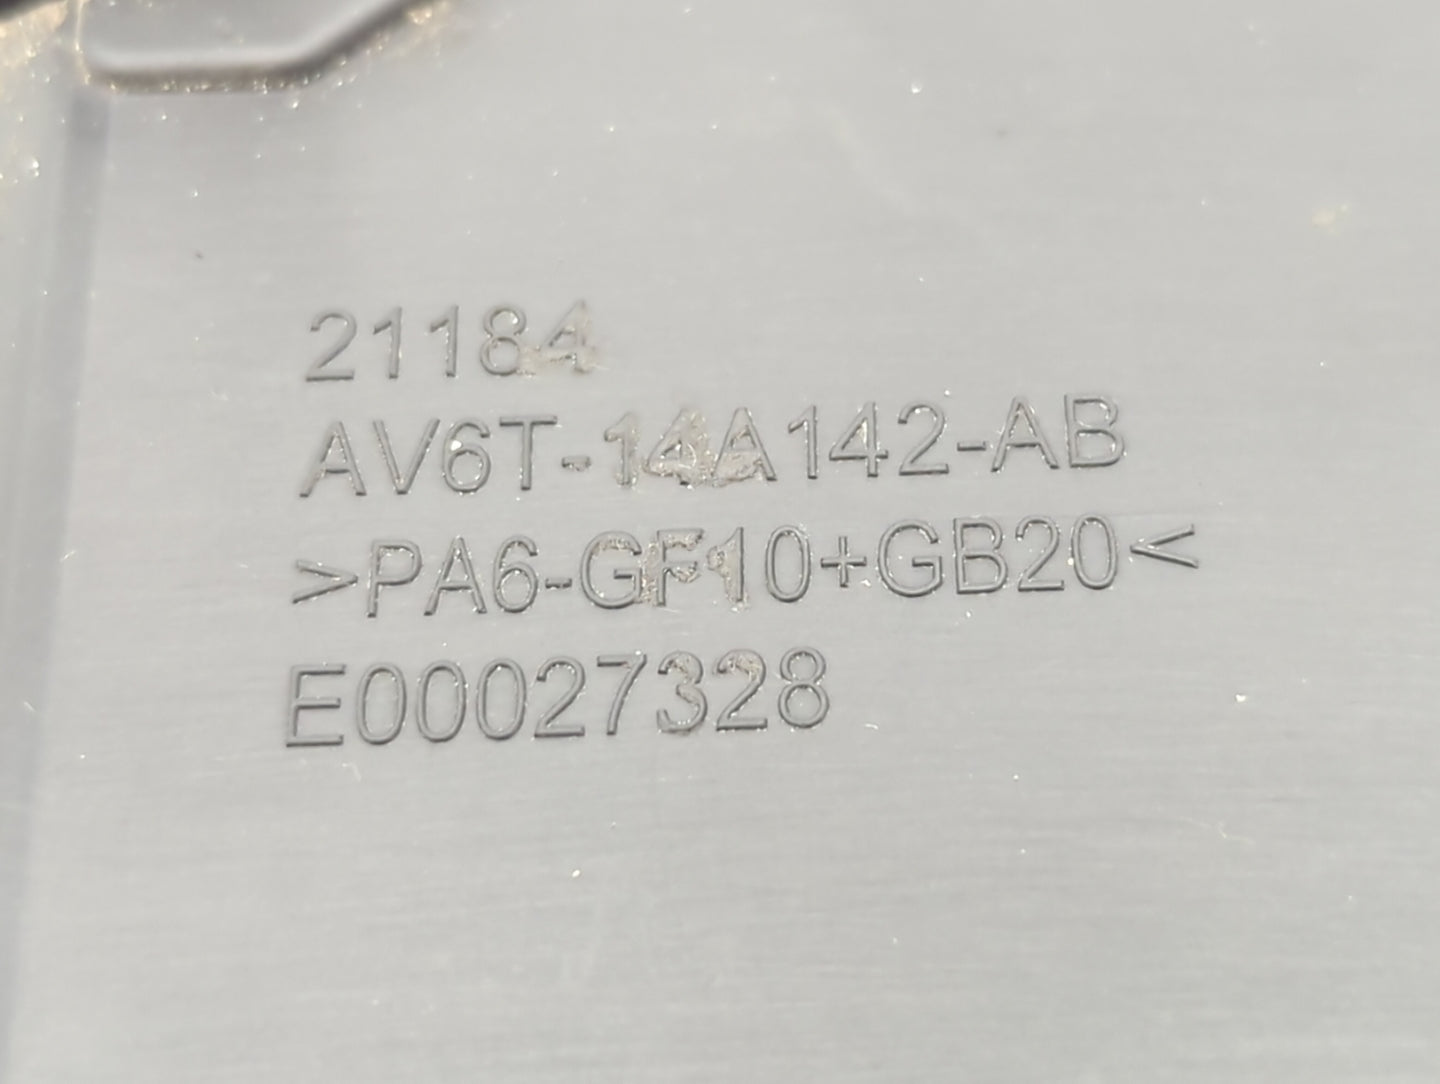 21184
AV6T-14A142-AB
>PA6-GF10+GB20<
E00027328